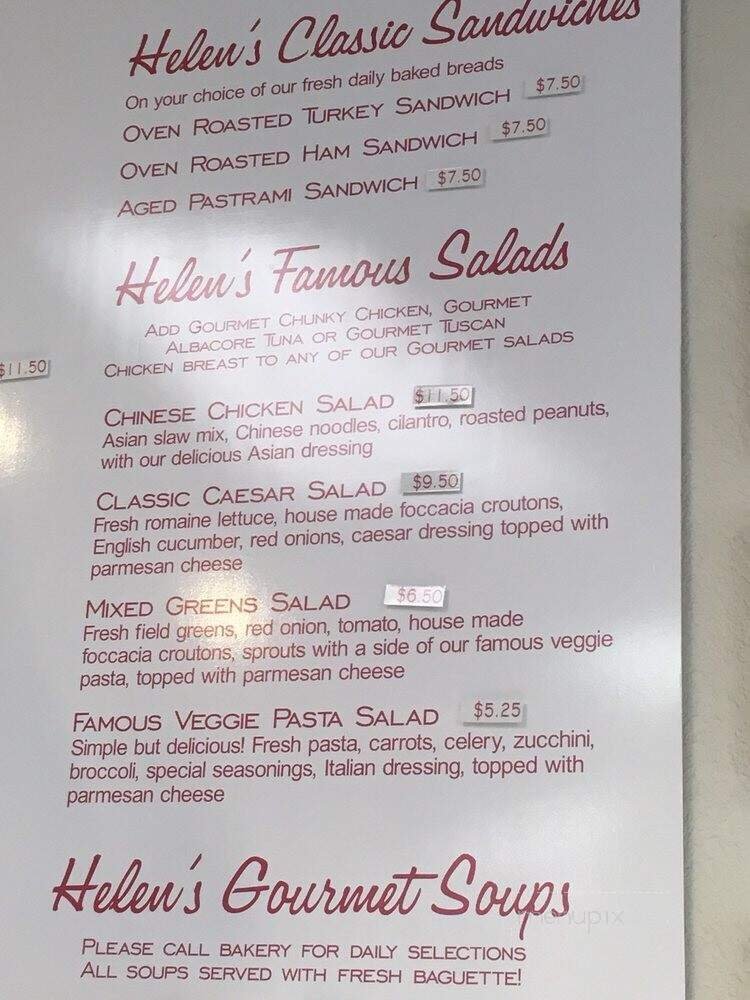 Helen's Classic Sandwiches
On your choice of our fresh daily baked breads
OVEN ROASTED TURKEY SANDWICH $7.50
OVEN ROASTED HAM SANDWICH $7.50
AGED PASTRAMI SANDWICH $7.50
Helen's Famous Salads
ADD GOURMET CHUNKY CHICKEN, GOURMET
ALBACORE TUNA OR GOURMET TUSCAN
CHICKEN BREAST TO ANY OF OUR GOURMET SALADS
$11.50
CHINESE CHICKEN SALAD $11.50
Asian slaw mix, Chinese noodles, cilantro, roasted peanuts,
with our delicious Asian dressing
CLASSIC CAESAR SALAD $9.50
Fresh romaine lettuce, house made foccacia croutons,
English cucumber, red onions, caesar dressing topped with
parmesan cheese
MIXED GREENS SALAD $6.50
Fresh field greens, red onion, tomato, house made
foccacia croutons, sprouts with a side of our famous veggie
pasta, topped with parmesan cheese
FAMOUS VEGGIE PASTA SALAD $5.25
Simple but delicious! Fresh pasta, carrots, celery, zucchini,
broccoli, special seasonings, Italian dressing, topped with
parmesan cheese
Helen's Gourmet Soups
menupix
PLEASE CALL BAKERY FOR DAILY SELECTIONS
ALL SOUPS SERVED WITH FRESH BAGUETTE!